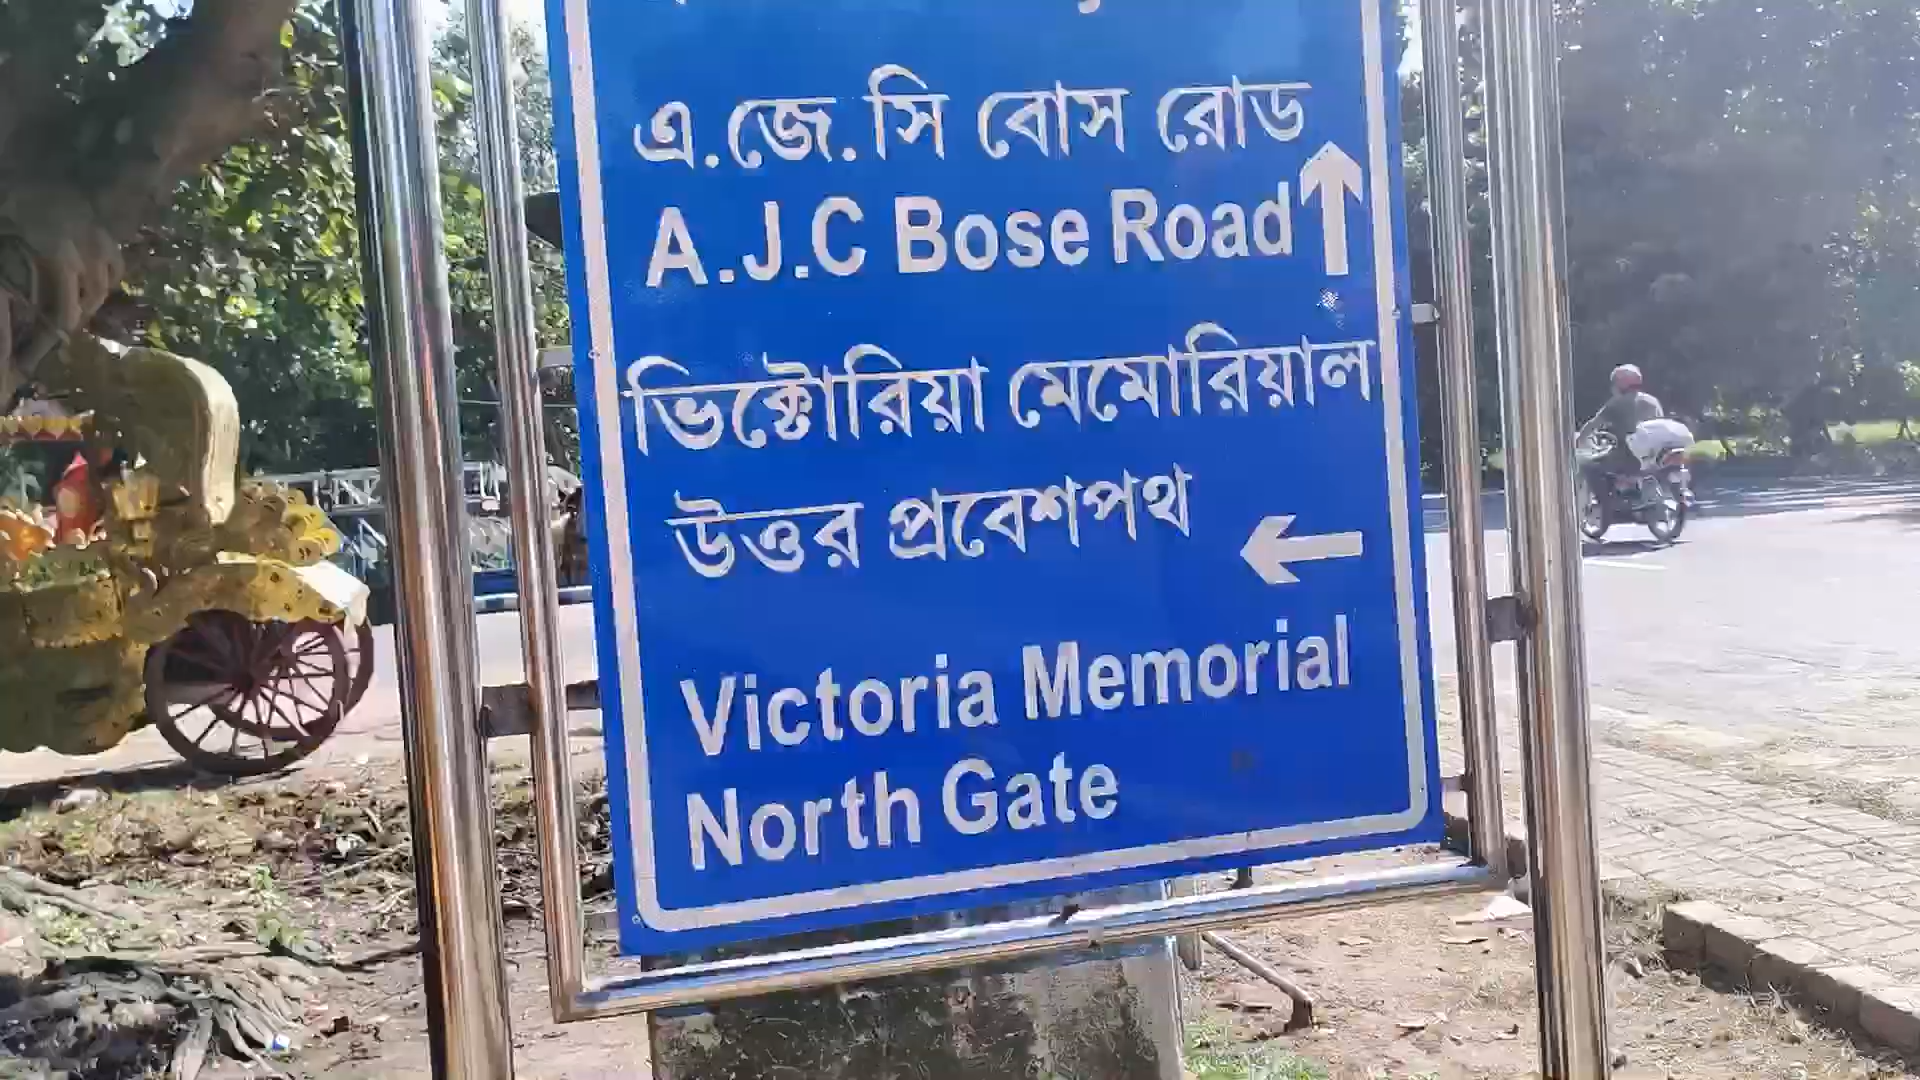 এ.জে.সি বোস রোড
A.J.C Bose Road
ভিক্টোরিয়া মেমোরিয়াল
উত্তর প্রবেশপথ
Victoria Memorial
North Gate